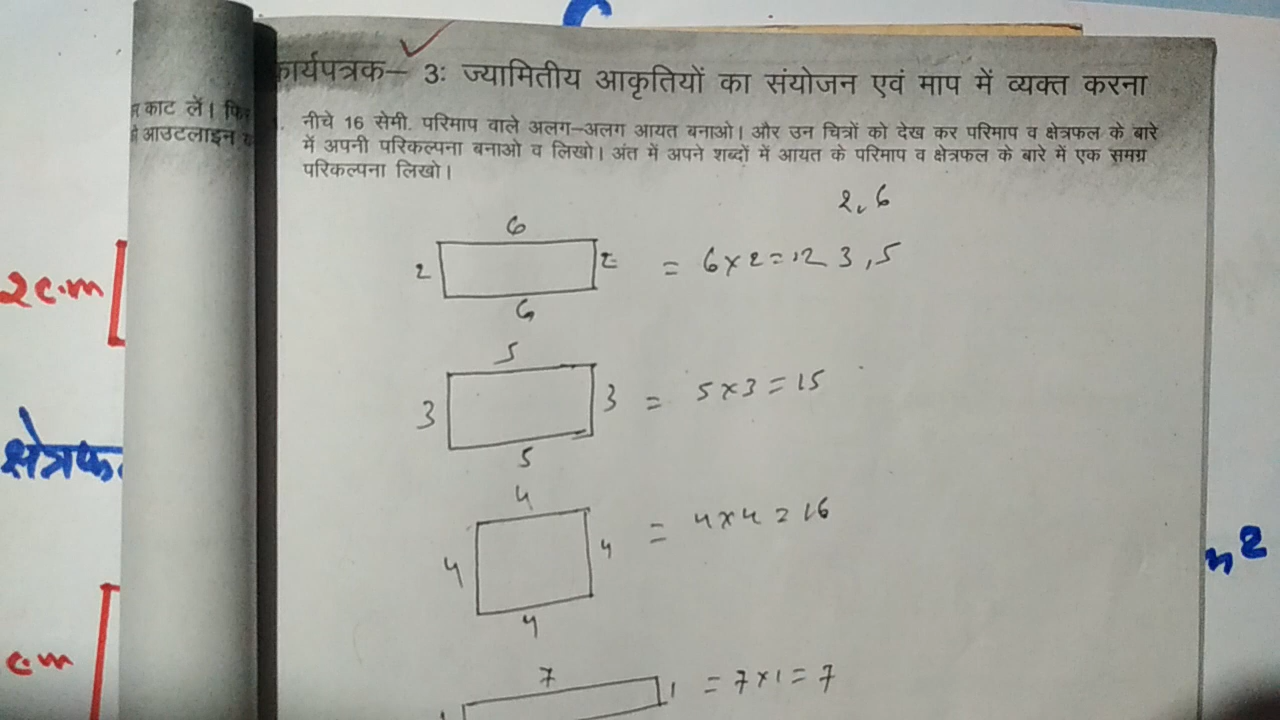 कार्यपत्रक– 3: ज्यामितीय आकृतियों का संयोजन एवं माप में व्यक्त करना
काट लें। फिर
आउटलाइन
नीचे 16 सेमी. परिमाप वाले अलग–अलग आयत बनाओ। और उन चित्रों को देख कर परिमाप व क्षेत्रफल के बारे
में अपनी परिकल्पना बनाओ व लिखो। अंत में अपने शब्दों में आयत के परिमाप व क्षेत्रफल के बारे में एक समग्र
परिकल्पना लिखो।
2, 6
6
2 2 = 6×2=12 3,5
6
2c.m
5
3 3 = 5×3=15
5
क्षेत्रफ
4
4 4 = 4×4=16
4
c.m
7
1 = 7×1=7